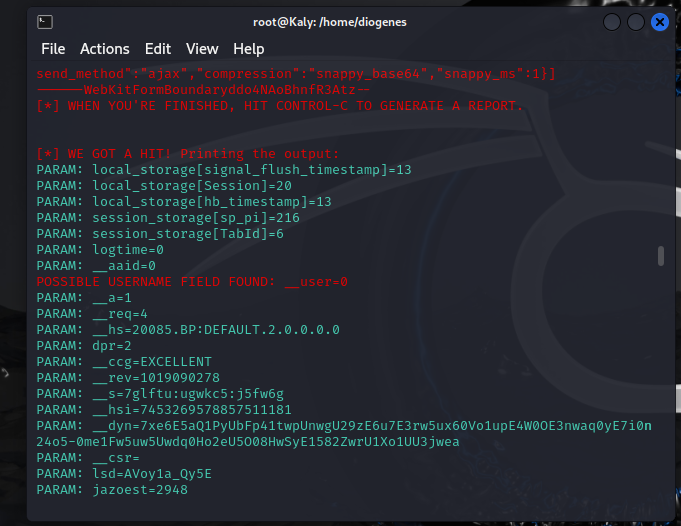 root@Kaly: /home/diogenes
File Actions Edit View Help
send_method":"ajax","compression":"snappy_base64","snappy_ms":1}]
------WebKitFormBoundaryddo4NAoBhnfR3Atz--
[*] WHEN YOU'RE FINISHED, HIT CONTROL-C TO GENERATE A REPORT.
[*] WE GOT A HIT! Printing the output:
PARAM: local_storage[signal_flush_timestamp]=13
PARAM: local_storage[Session]=20
PARAM: local_storage[hb_timestamp]=13
PARAM: session_storage[sp_pi]=216
PARAM: session_storage[TabId]=6
PARAM: logtime=0
PARAM: __aaid=0
POSSIBLE USERNAME FIELD FOUND: __user=0
PARAM: __a=1
PARAM: __req=4
PARAM: __hs=20085.BP:DEFAULT.2.0.0.0.0
PARAM: dpr=2
PARAM: __ccg=EXCELLENT
PARAM: __rev=1019090278
PARAM: __s=7glftu:ugwkc5:j5fw6g
PARAM: __hsi=7453269578857511181
PARAM: __dyn=7xe6E5aQ1PyUbFp41twpUnwgU29zE6u7E3rw5ux60Vo1upE4W0OE3nwaq0yE7i0n
24o5-0me1Fw5uw5Uwdq0Ho2eU5O08HwSyE1582ZwrU1Xo1UU3jwea
PARAM: __csr=
PARAM: lsd=AVoy1a_Qy5E
PARAM: jazoest=2948